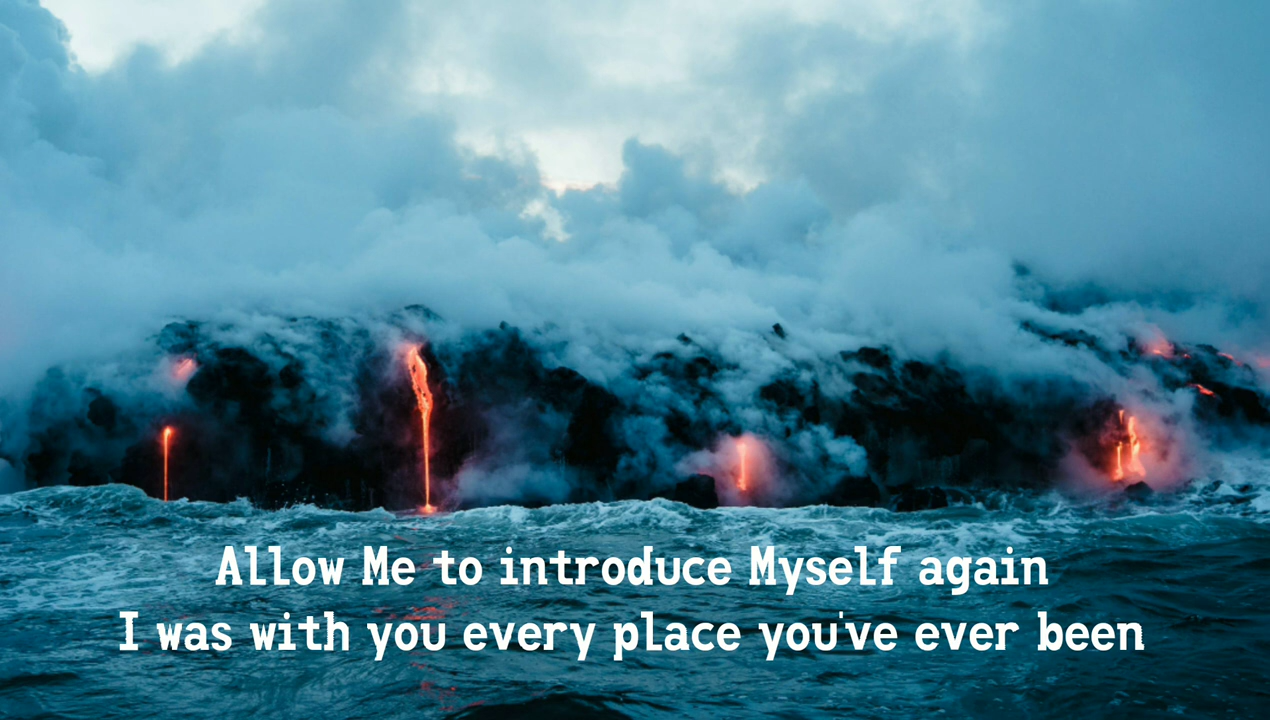 Allow Me to introduce Myself again
I was with you every place you've ever been